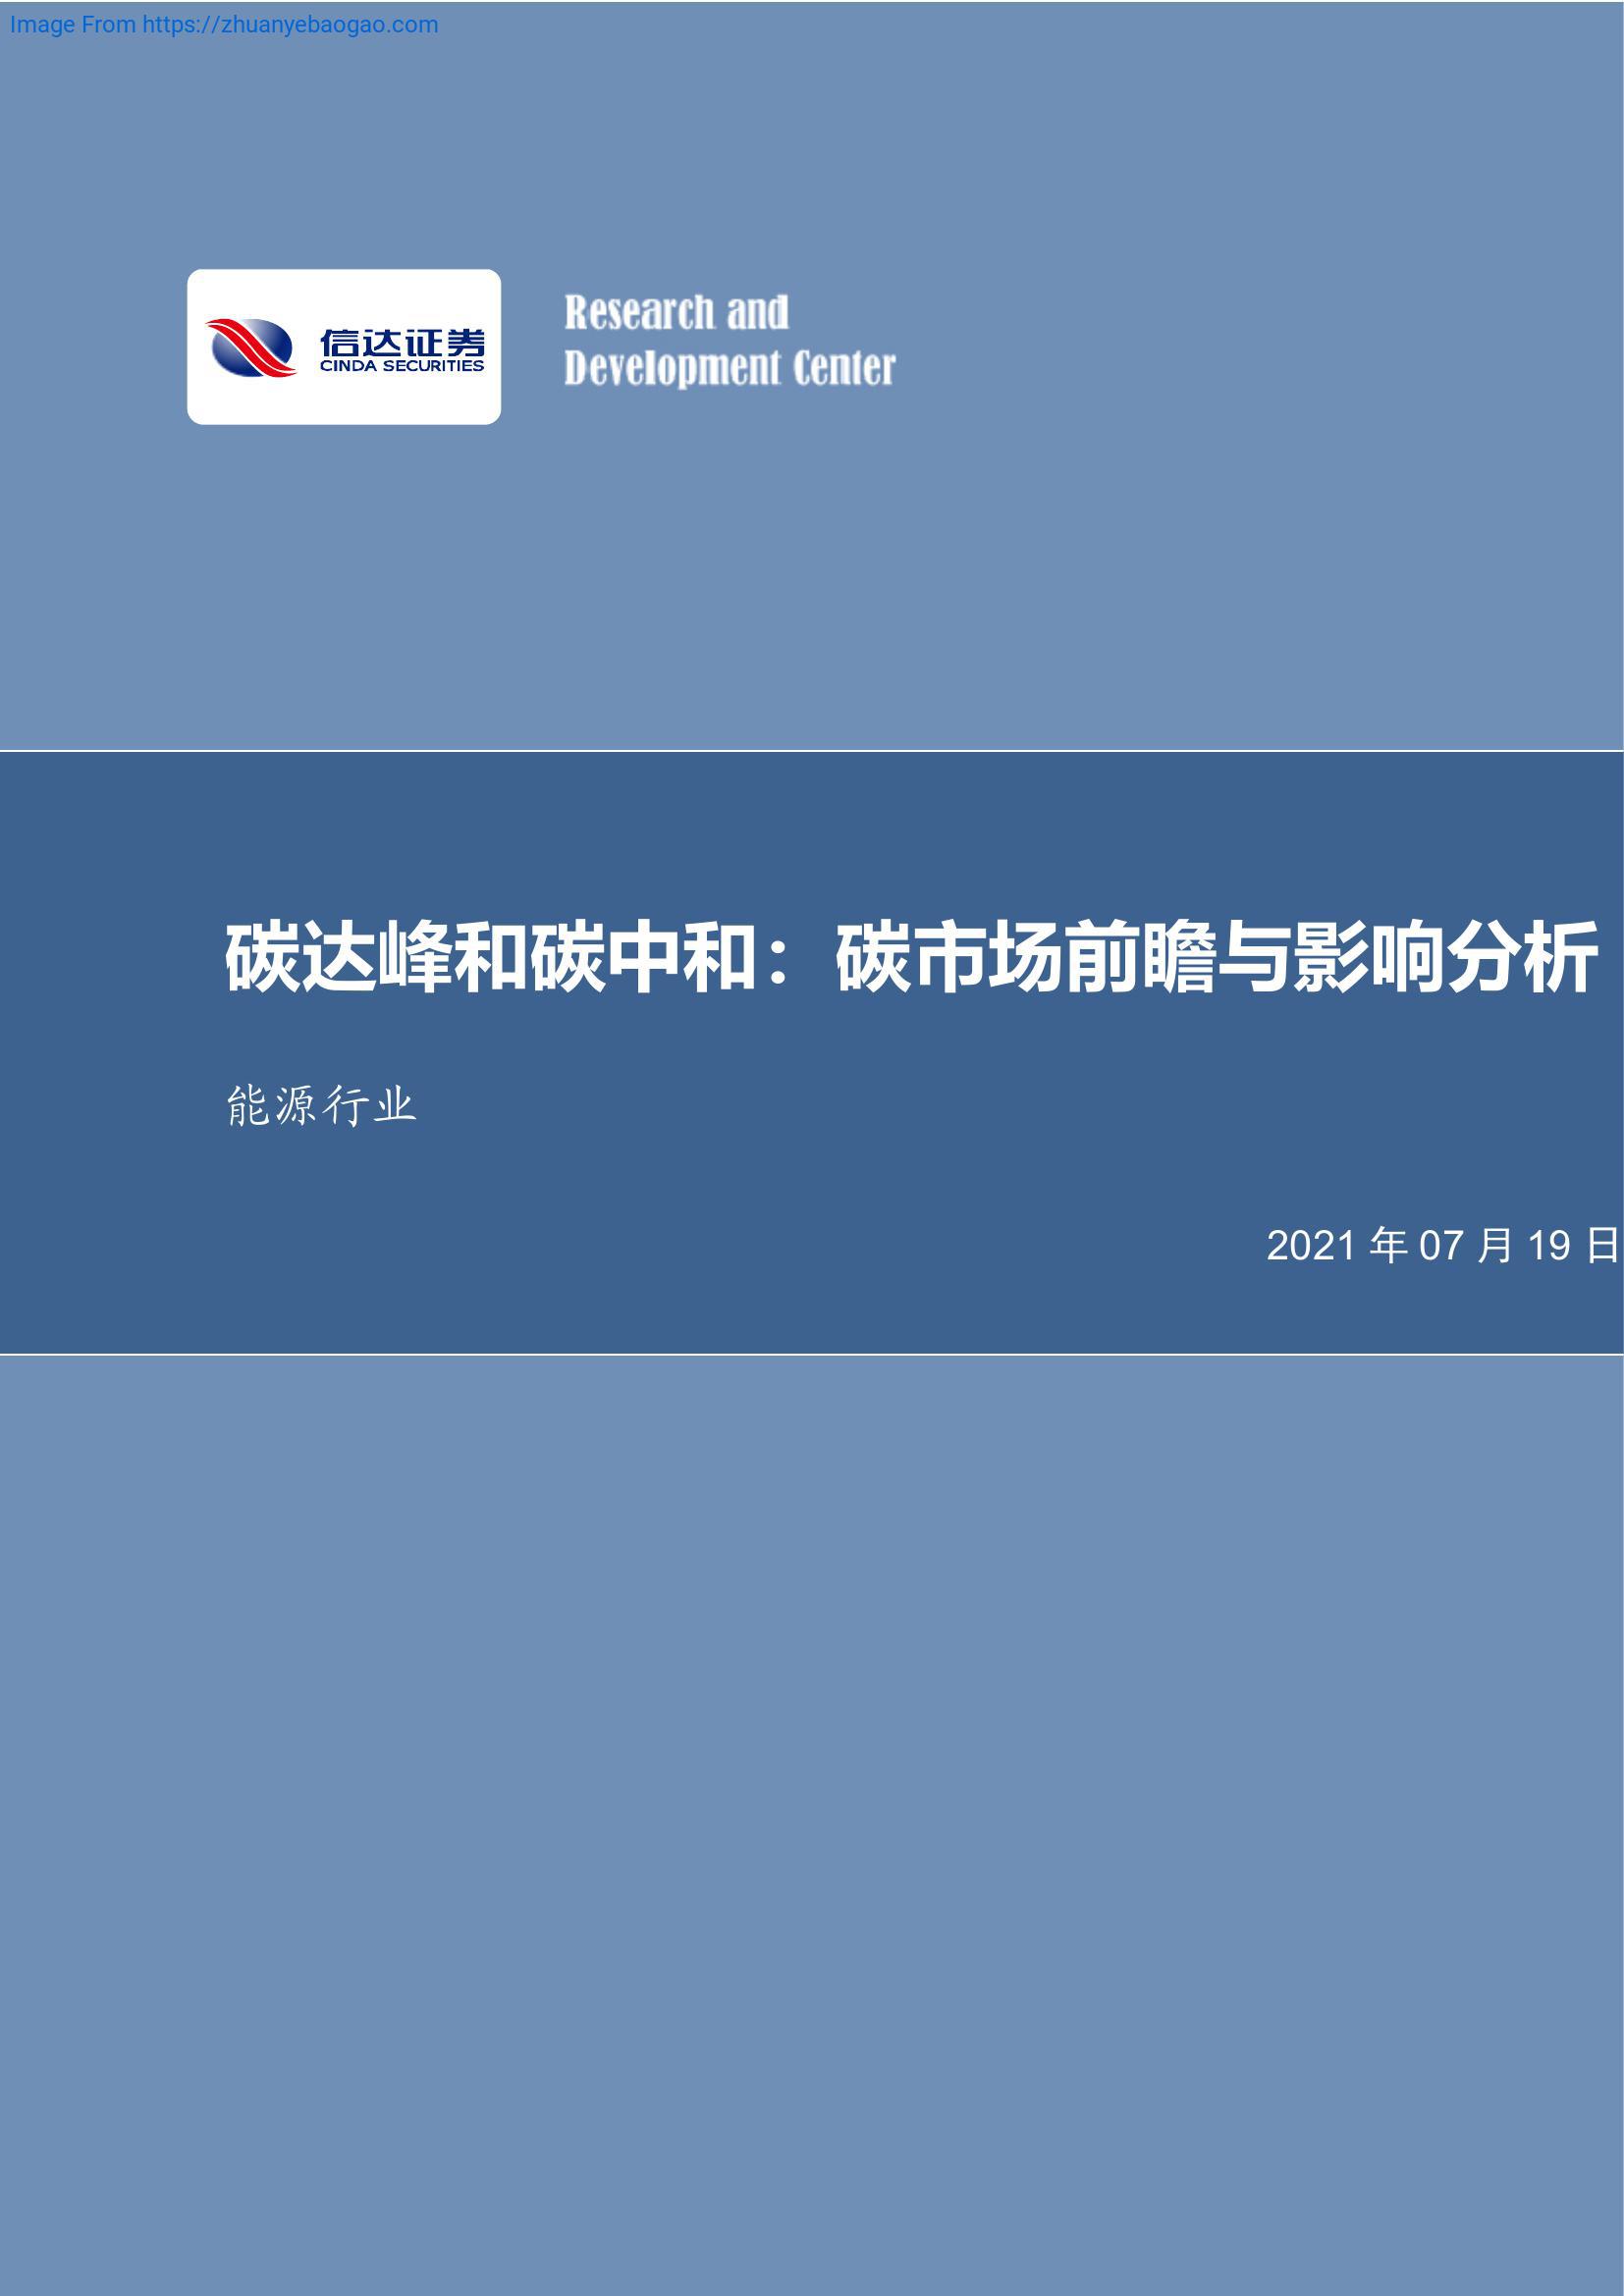 Image From https://zhuanyebaogao.com
信达证券
CINDA SECURITIES
Research and
Development Center
碳达峰和碳中和：碳市场前瞻与影响分析
能源行业
2021 年 07 月 19 日